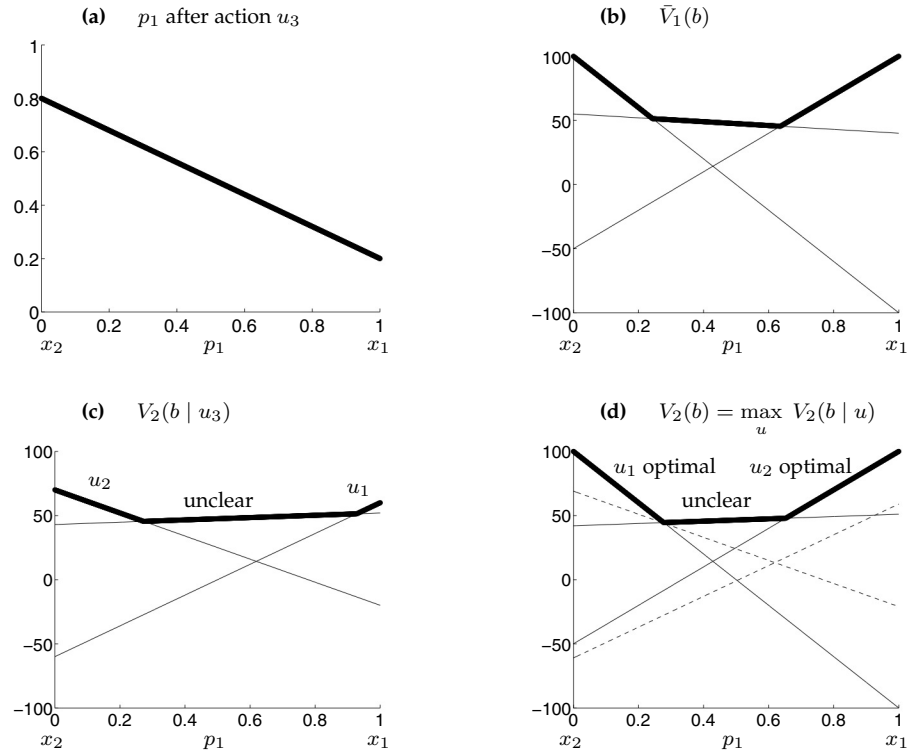 (a) p₁ after action u₃
1
0.8
0.6
0.4
0.2
0
0 0.2 0.4 0.6 0.8 1
x₂ p₁ x₁
(b) V̄₁(b)
100
50
0
−50
−100
0 0.2 0.4 0.6 0.8 1
x₂ p₁ x₁
(c) V₂(b | u₃)
100
u₂ unclear u₁
50
0
−50
−100
0 0.2 0.4 0.6 0.8 1
x₂ p₁ x₁
(d) V₂(b) = max V₂(b | u)
u
100
u₁ optimal u₂ optimal
unclear
50
0
−50
−100
0 0.2 0.4 0.6 0.8 1
x₂ p₁ x₁